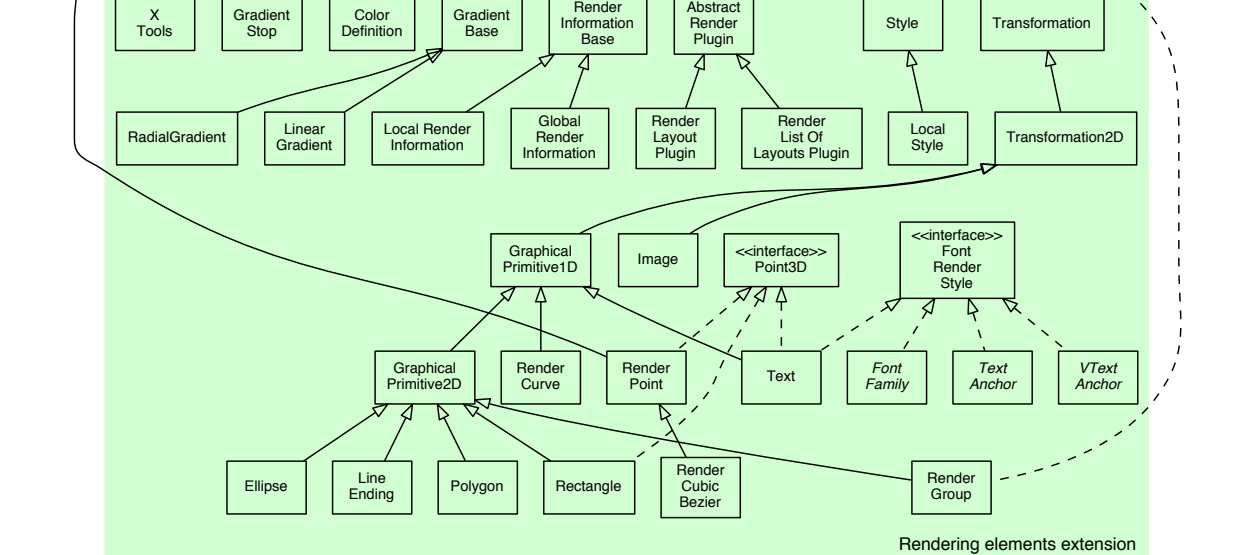 X
Tools
Gradient
Stop
Color
Definition
Gradient
Base
Render
Information
Base
Abstract
Render
Plugin
Style
Transformation
RadialGradient
Linear
Gradient
Local Render
Information
Global
Render
Information
Render
Layout
Plugin
Render
List Of
Layouts Plugin
Local
Style
Transformation2D
Graphical
Primitive1D
Image
<<interface>>
Point3D
<<interface>>
Font
Render
Style
Graphical
Primitive2D
Render
Curve
Render
Point
Text
Font
Family
Text
Anchor
VText
Anchor
Ellipse
Line
Ending
Polygon
Rectangle
Render
Cubic
Bezier
Render
Group
Rendering elements extension